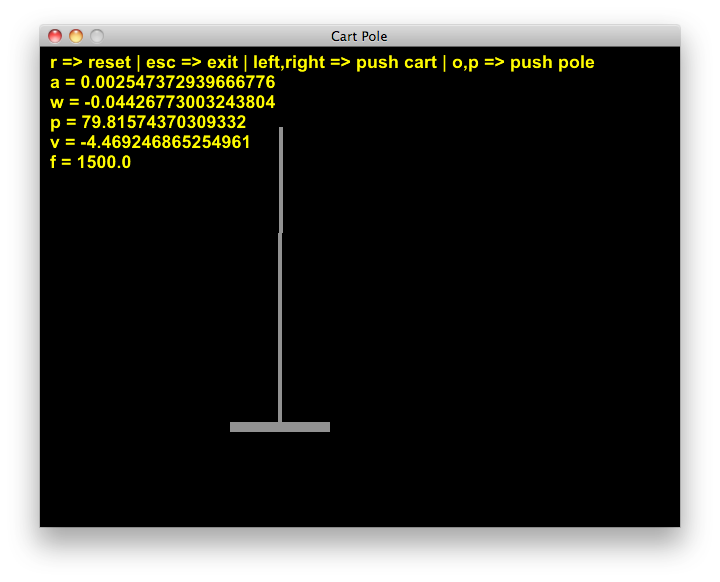 Cart Pole
r => reset | esc => exit | left,right => push cart | o,p => push pole
a = 0.002547372939666776
w = -0.04426773003243804
p = 79.81574370309332
v = -4.469246865254961
f = 1500.0